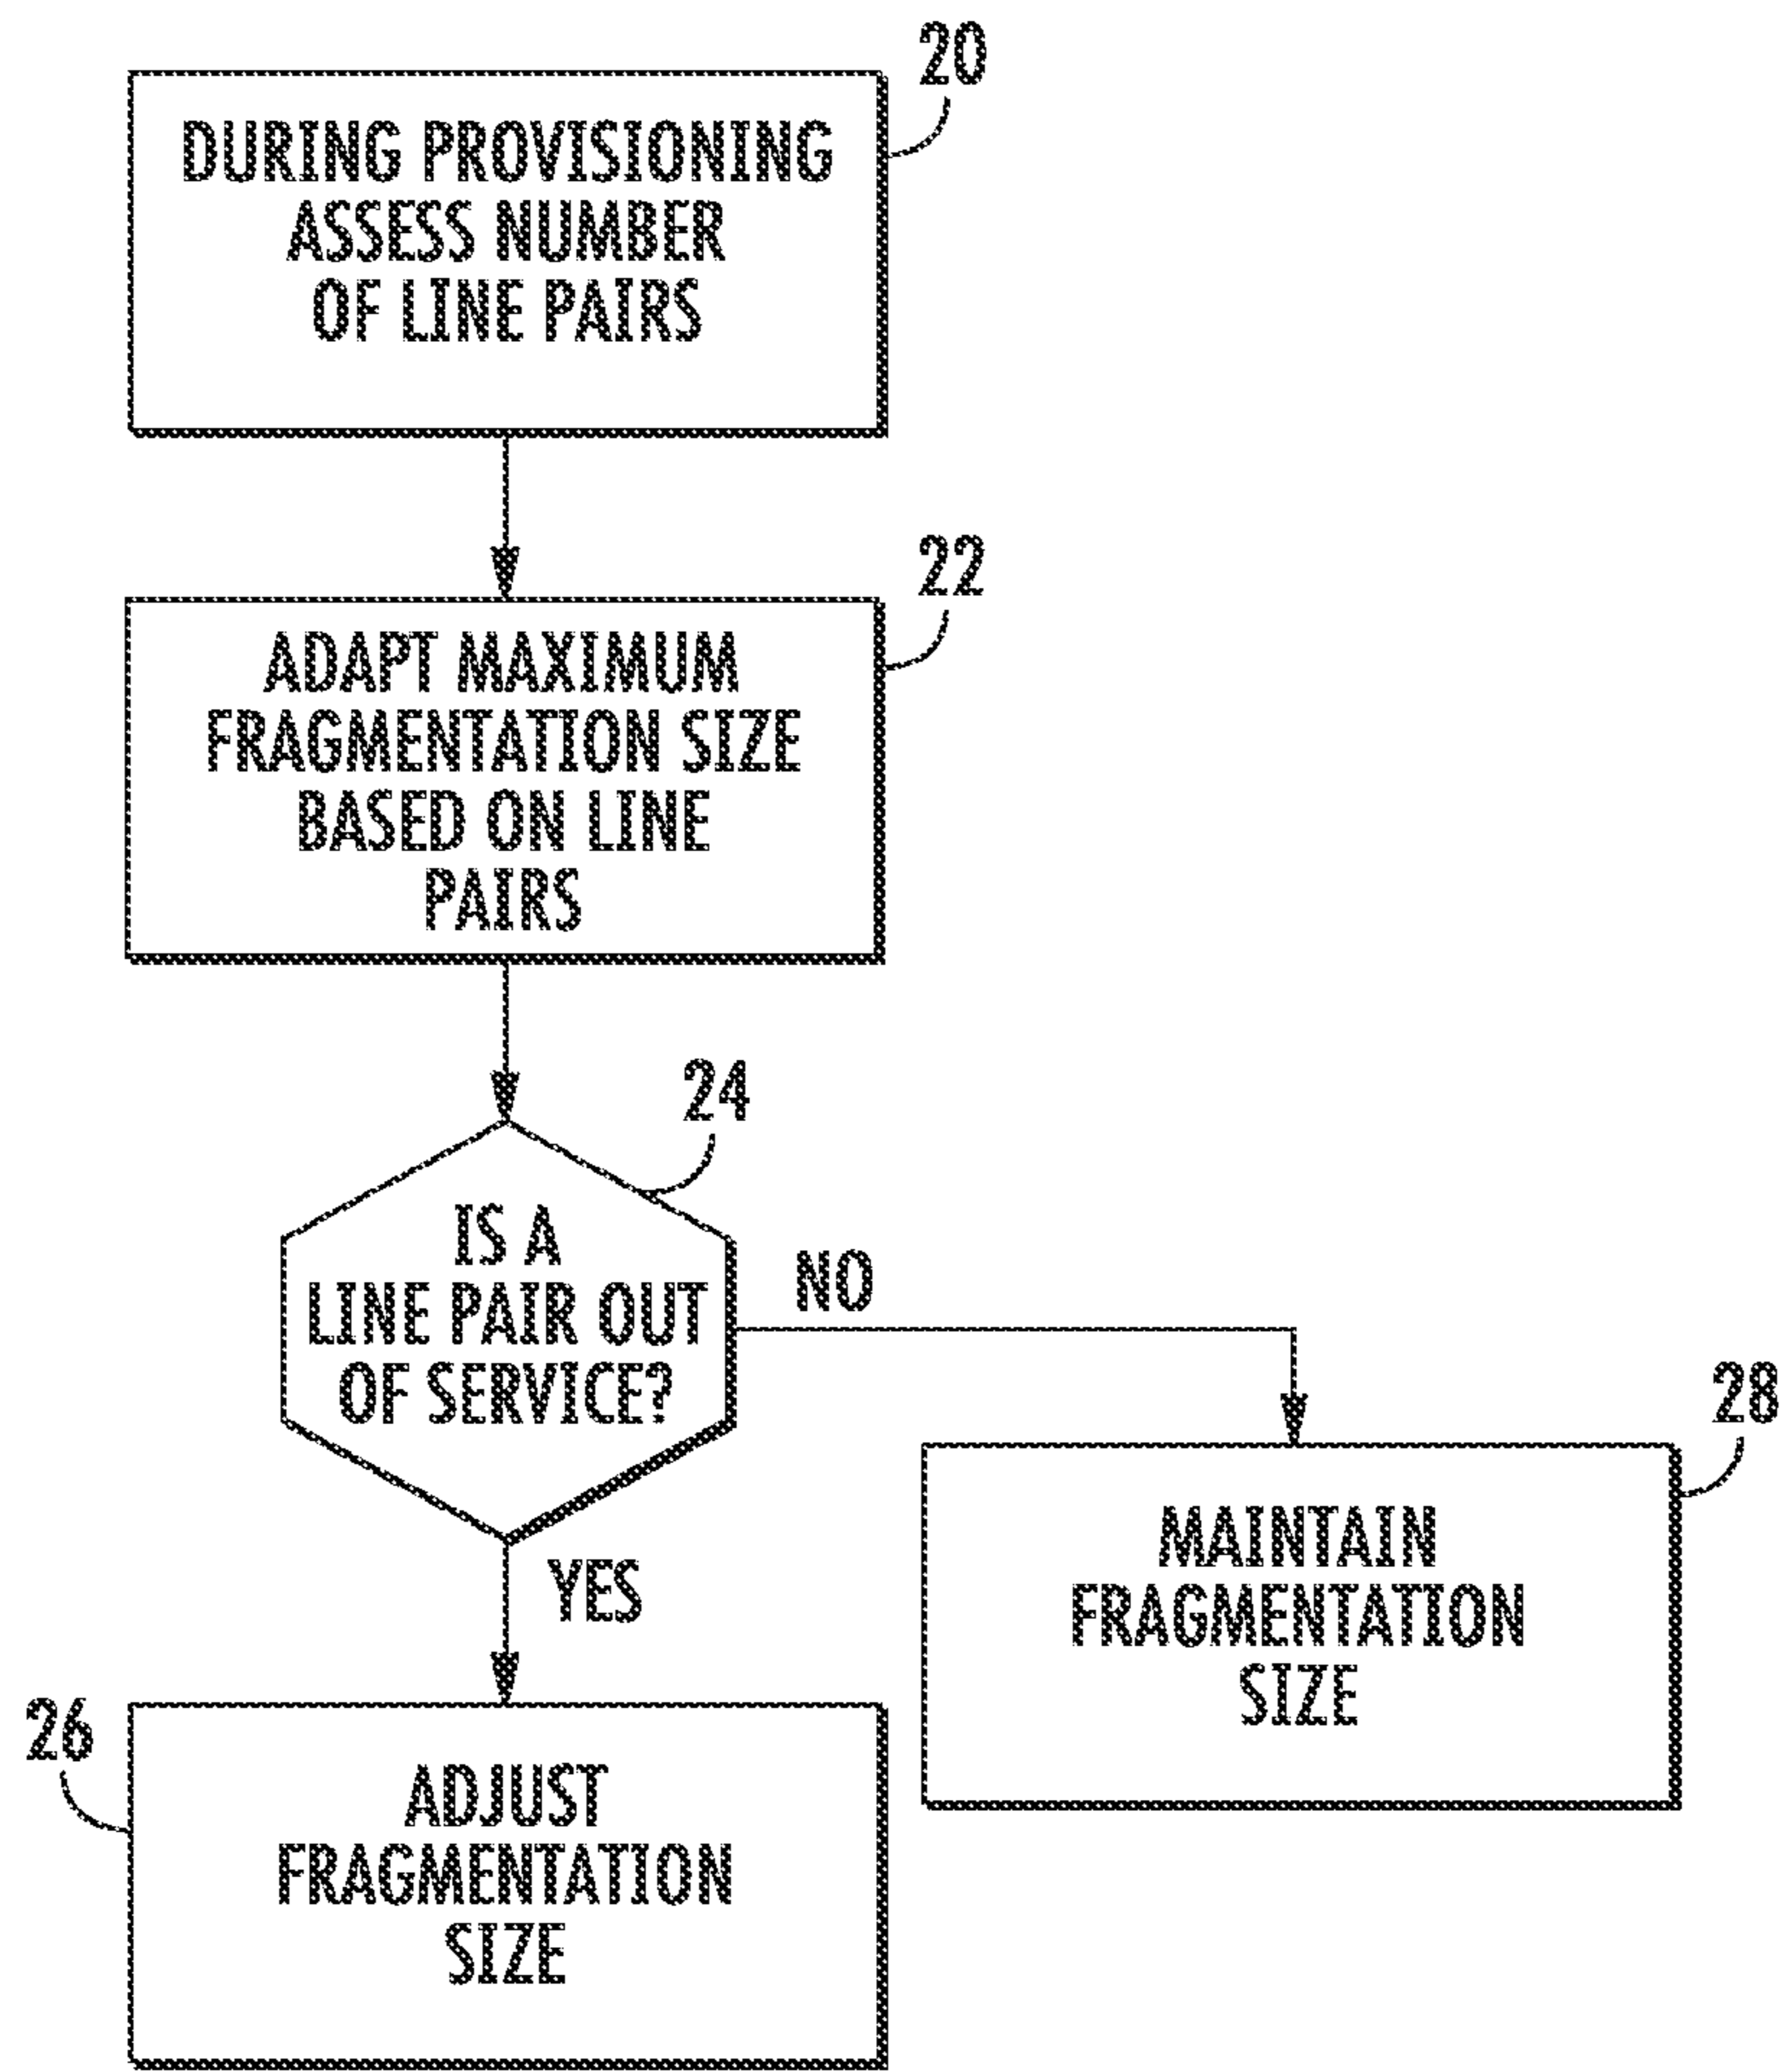 20
DURING PROVISIONING
ASSESS NUMBER
OF LINE PAIRS
22
ADAPT MAXIMUM
FRAGMENTATION SIZE
BASED ON LINE
PAIRS
24
IS A
LINE PAIR OUT
OF SERVICE?
NO
YES
28
MAINTAIN
FRAGMENTATION
SIZE
26
ADJUST
FRAGMENTATION
SIZE